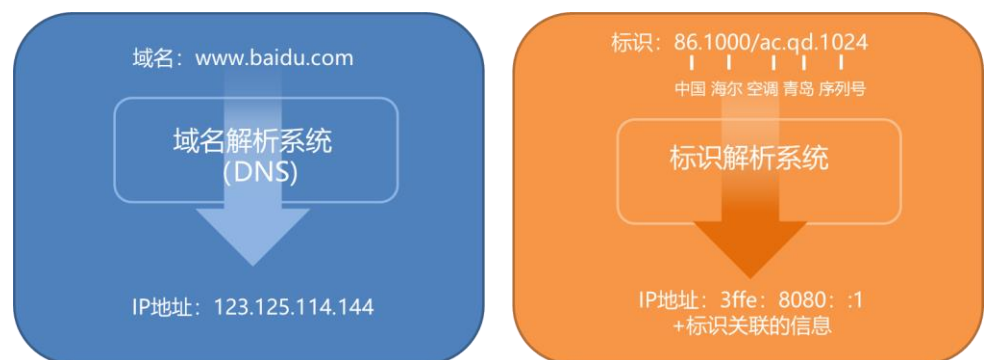 域名：www.baidu.com
域名解析系统
(DNS)
IP地址：123.125.114.144
标识：86.1000/ac.qd.1024
中国 海尔 空调 青岛 序列号
标识解析系统
IP地址：3ffe：8080：:1
+标识关联的信息